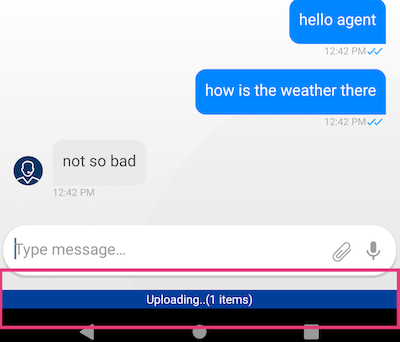 hello agent
12:42 PM
how is the weather there
12:42 PM
not so bad
12:42 PM
Type message...
Uploading..(1 items)